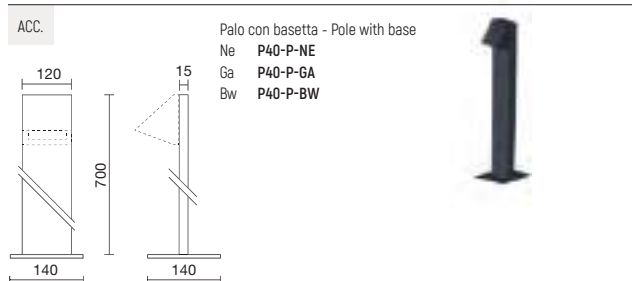 ACC.
Palo con basetta - Pole with base
Ne P40-P-NE
Ga P40-P-GA
Bw P40-P-BW
120
15
700
140
140